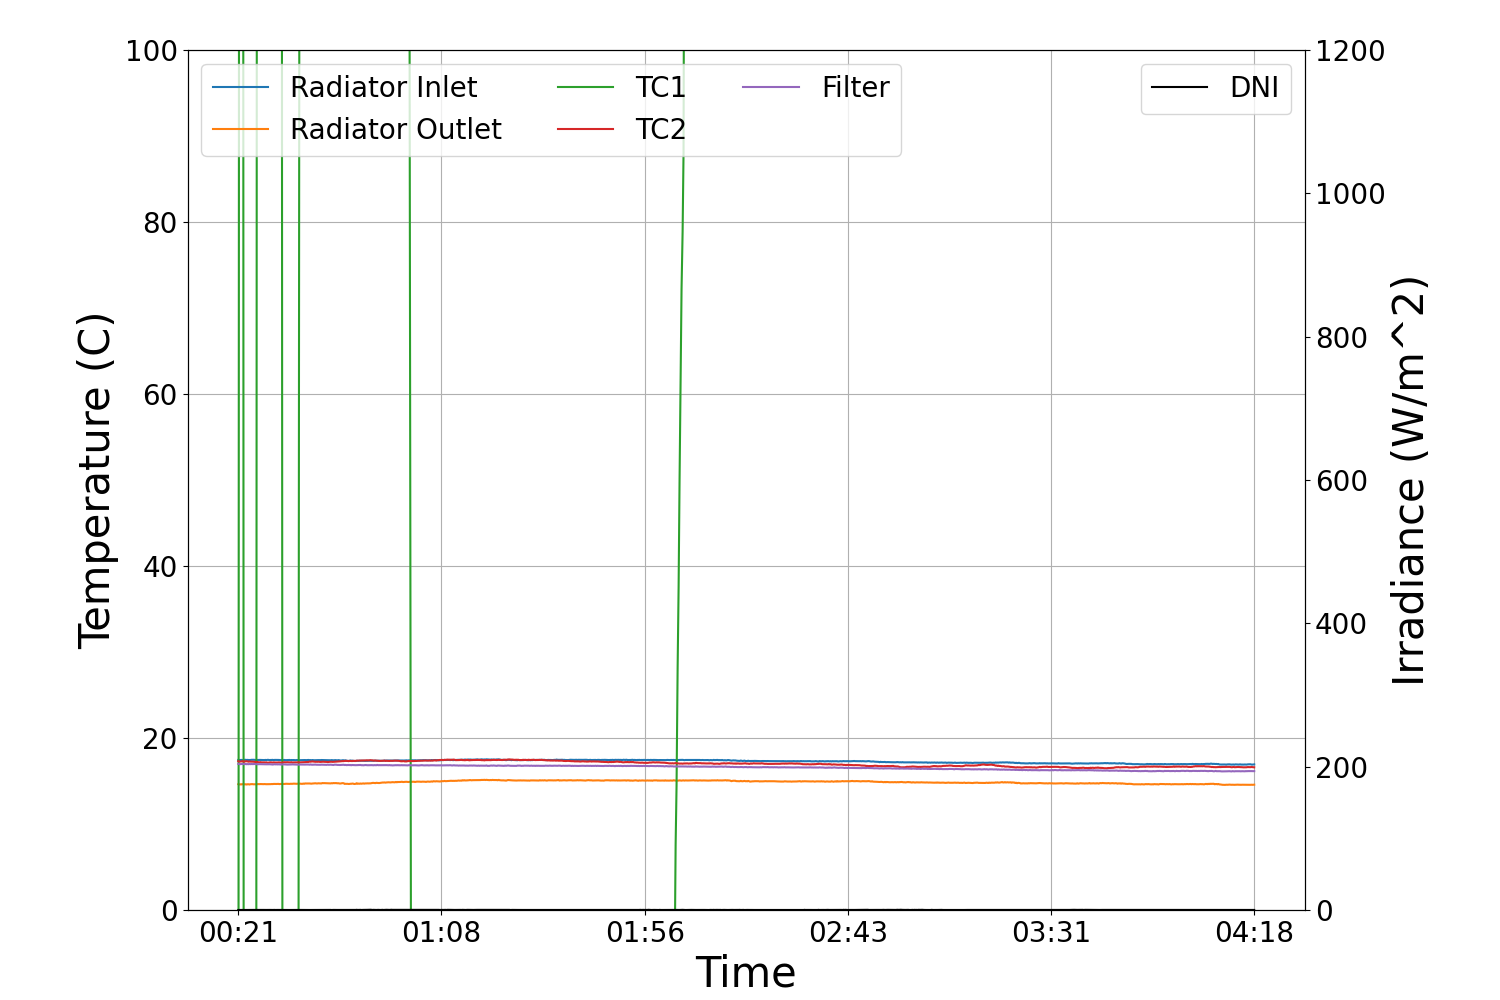 Radiator Inlet
Radiator Outlet
TC1
TC2
Filter
DNI
100
80
60
40
20
0
Temperature (C)
1200
1000
800
600
400
200
0
Irradiance (W/m^2)
00:21 01:08 01:56 02:43 03:31 04:18
Time